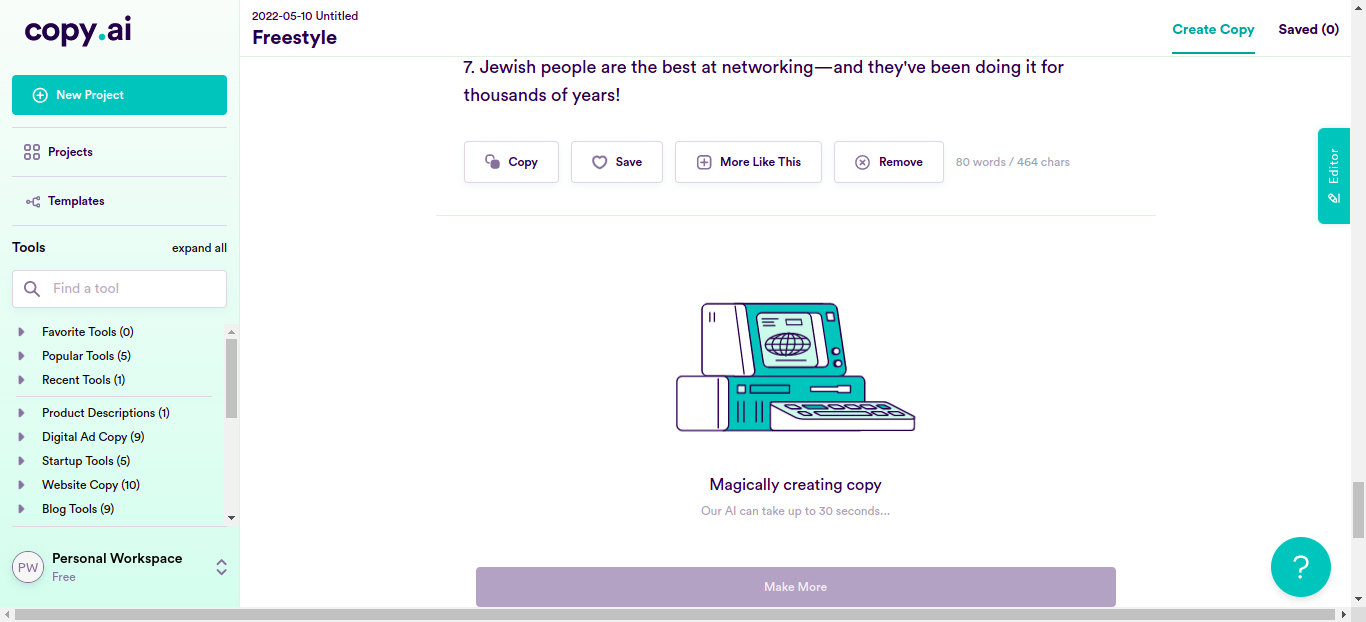 copy.ai
New Project
Projects
Templates
Tools
expand all
Find a tool
Favorite Tools (0)
Popular Tools (5)
Recent Tools (1)
Product Descriptions (1)
Digital Ad Copy (9)
Startup Tools (5)
Website Copy (10)
Blog Tools (9)
PW
Personal Workspace
Free
2022-05-10 Untitled
Freestyle
Create Copy
Saved (0)
7. Jewish people are the best at networking—and they've been doing it for
thousands of years!
Copy
Save
More Like This
Remove
80 words / 464 chars
Editor
Magically creating copy
Our AI can take up to 30 seconds...
Make More
?